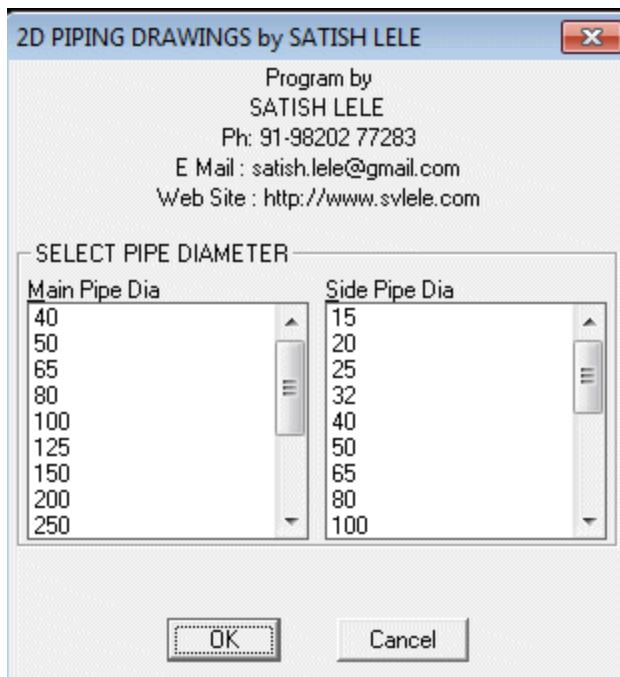 2D PIPING DRAWINGS by SATISH LELE
Program by
SATISH LELE
Ph: 91-98202 77283
E Mail : satish.lele@gmail.com
Web Site : http://www.svlele.com
SELECT PIPE DIAMETER
Main Pipe Dia
40
50
65
80
100
125
150
200
250
Side Pipe Dia
15
20
25
32
40
50
65
80
100
OK
Cancel